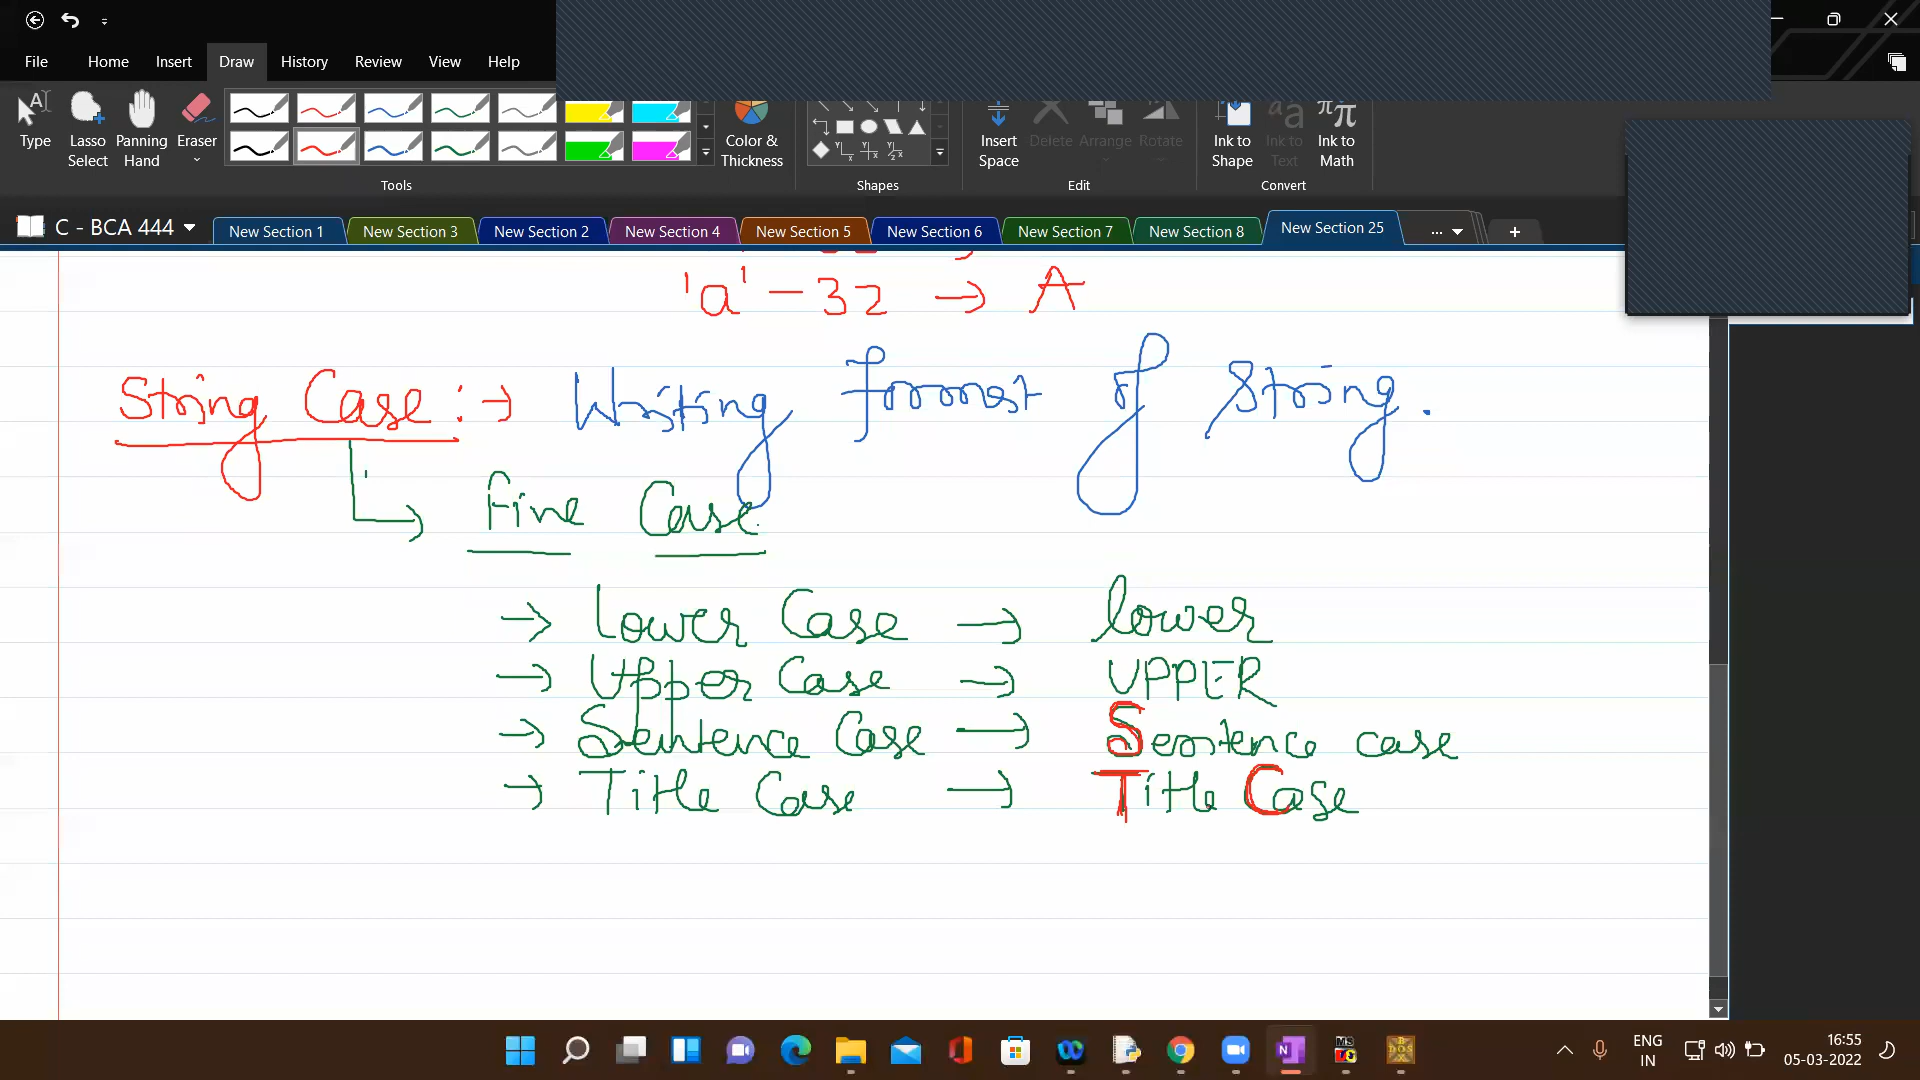 File Home Insert Draw History Review View Help
Type Lasso Select Panning Hand Eraser Color & Thickness Insert Space Delete Arrange Rotate Ink to Shape Ink to Text Ink to Math
Tools Shapes Edit Convert
C - BCA 444 New Section 1 New Section 3 New Section 2 New Section 4 New Section 5 New Section 6 New Section 7 New Section 8 New Section 25 ... +
'a' - 32 → A
String Case :→ Writing format of String.
Fine Case
→ Lower Case → lower
→ Upper Case → UPPER
→ Sentence Case → Sentence case
→ Title Case → Title Case
ENG 16:55
IN 05-03-2022